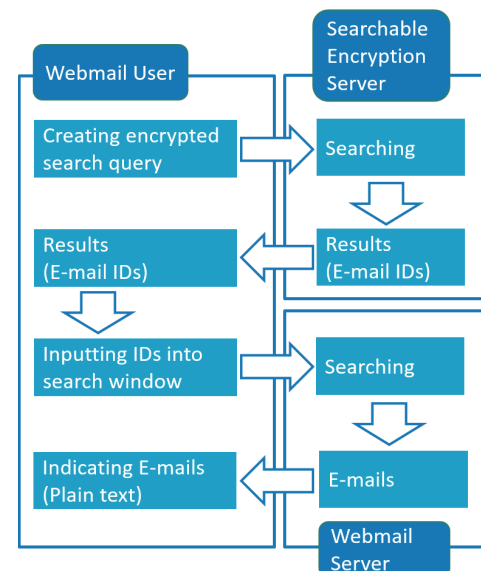 Webmail User
Searchable
Encryption
Server
Creating encrypted
search query
Searching
Results
(E-mail IDs)
Results
(E-mail IDs)
Inputting IDs into
search window
Searching
Indicating E-mails
(Plain text)
E-mails
Webmail
Server